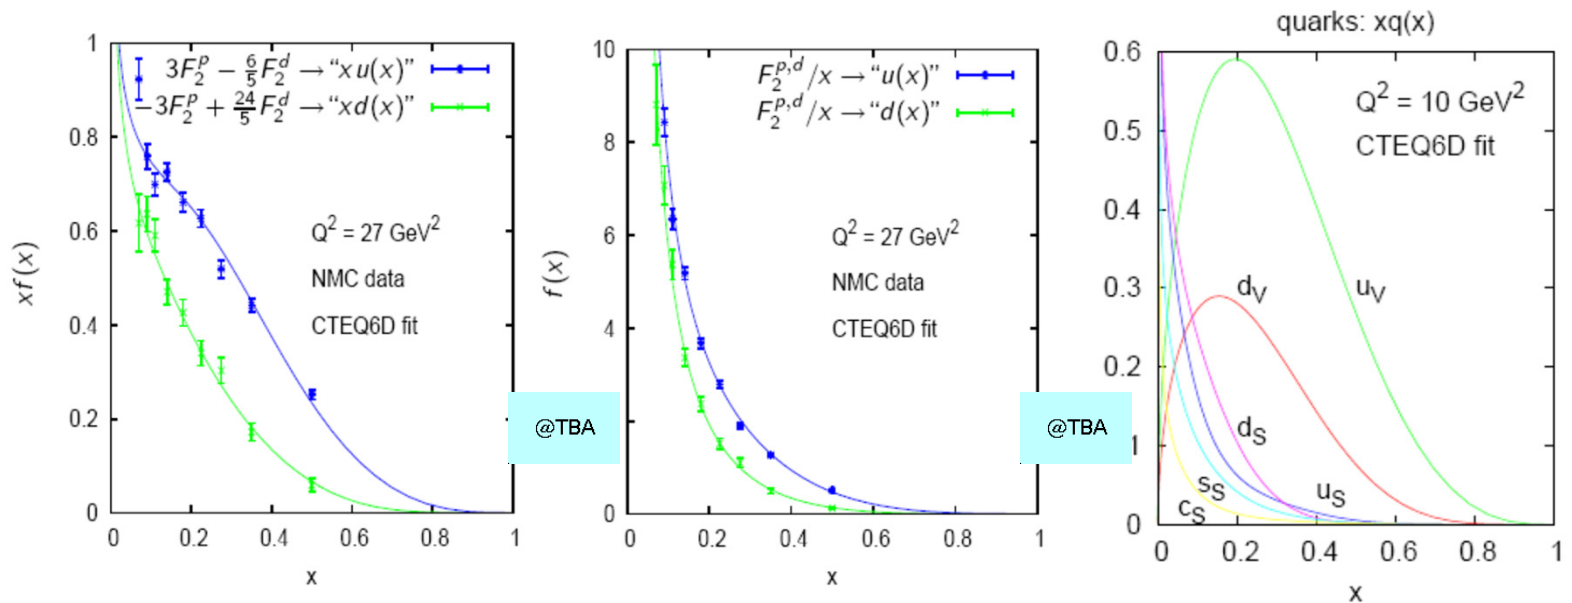 1
0.8
0.6
0.4
0.2
0
xf(x)
3F₂ᵖ − 6/5 F₂ᵈ → “xu(x)”
−3F₂ᵖ + 24/5 F₂ᵈ → “xd(x)”
Q² = 27 GeV²
NMC data
CTEQ6D fit
0 0.2 0.4 0.6 0.8 1
x
@TBA
10
8
6
4
0
f(x)
F₂ᵖ,ᵈ/x → “u(x)”
F₂ᵖ,ᵈ/x → “d(x)”
Q² = 27 GeV²
NMC data
CTEQ6D fit
0 0.2 0.4 0.6 0.8 1
x
@TBA
quarks: xq(x)
0.6
0.5
0.4
0.3
0.2
1
0
Q² = 10 GeV²
CTEQ6D fit
d_V
u_V
d_S
s_S
u_S
c_S
0 0.2 0.4 0.6 0.8 1
x